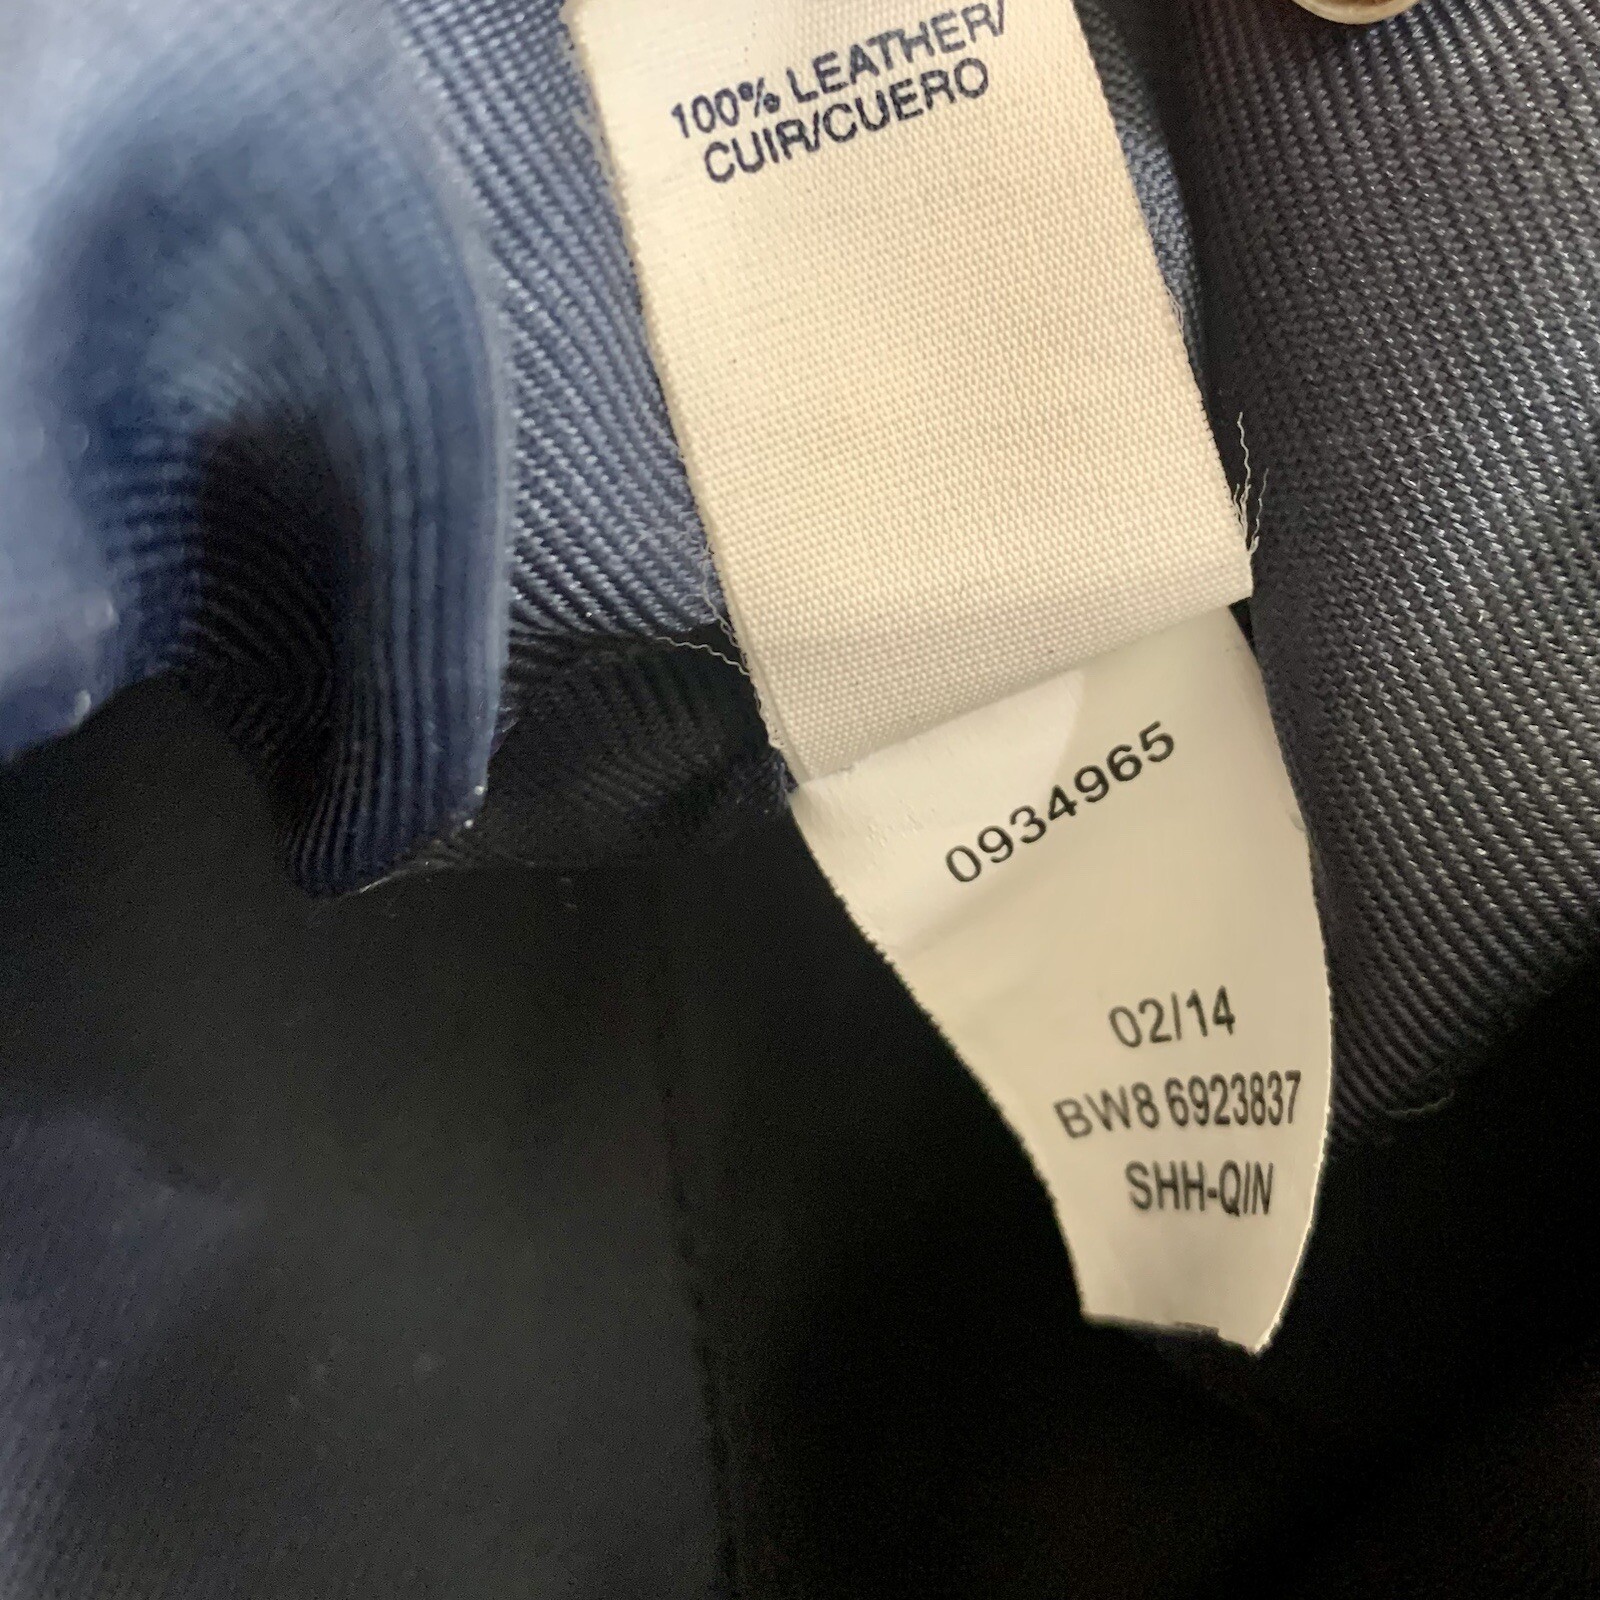 100% LEATHER/
CUIR/CUERO
0934965
02/14
BW8 6923837
SHH-QIN